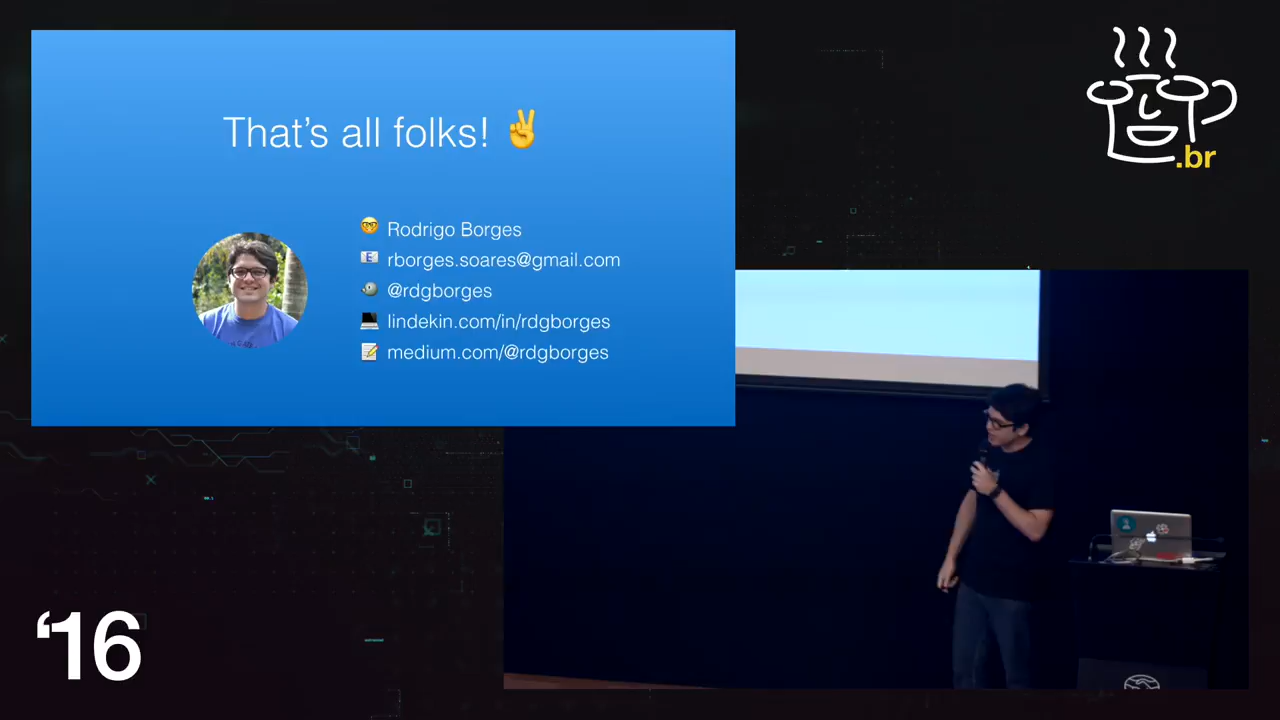 That's all folks! ✌️
Rodrigo Borges
rborges.soares@gmail.com
@rdgborges
lindekin.com/in/rdgborges
medium.com/@rdgborges
.br
‘16